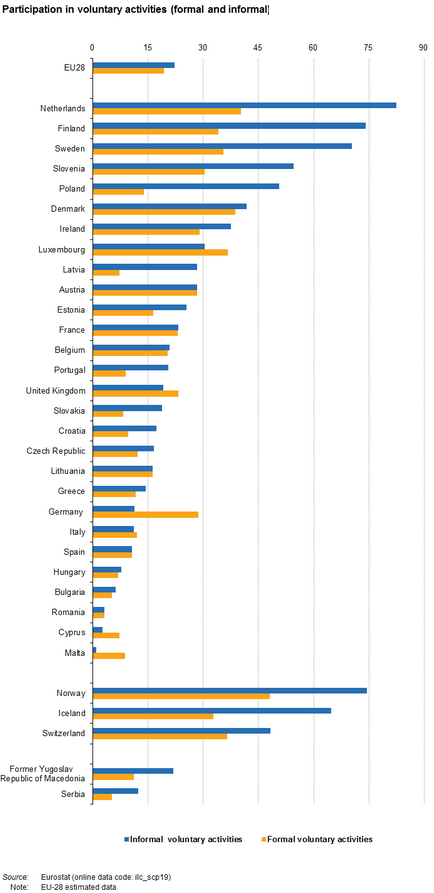 Participation in voluntary activities (formal and informal)
0 15 30 45 60 75 90
EU28
Netherlands
Finland
Sweden
Slovenia
Poland
Denmark
Ireland
Luxembourg
Latvia
Austria
Estonia
France
Belgium
Portugal
United Kingdom
Slovakia
Croatia
Czech Republic
Lithuania
Greece
Germany
Italy
Spain
Hungary
Bulgaria
Romania
Cyprus
Malta
Norway
Iceland
Switzerland
Former Yugoslav
Republic of Macedonia
Serbia
Informal voluntary activities Formal voluntary activities
Source: Eurostat (online data code: ilc_scp19)
Note: EU-28 estimated data